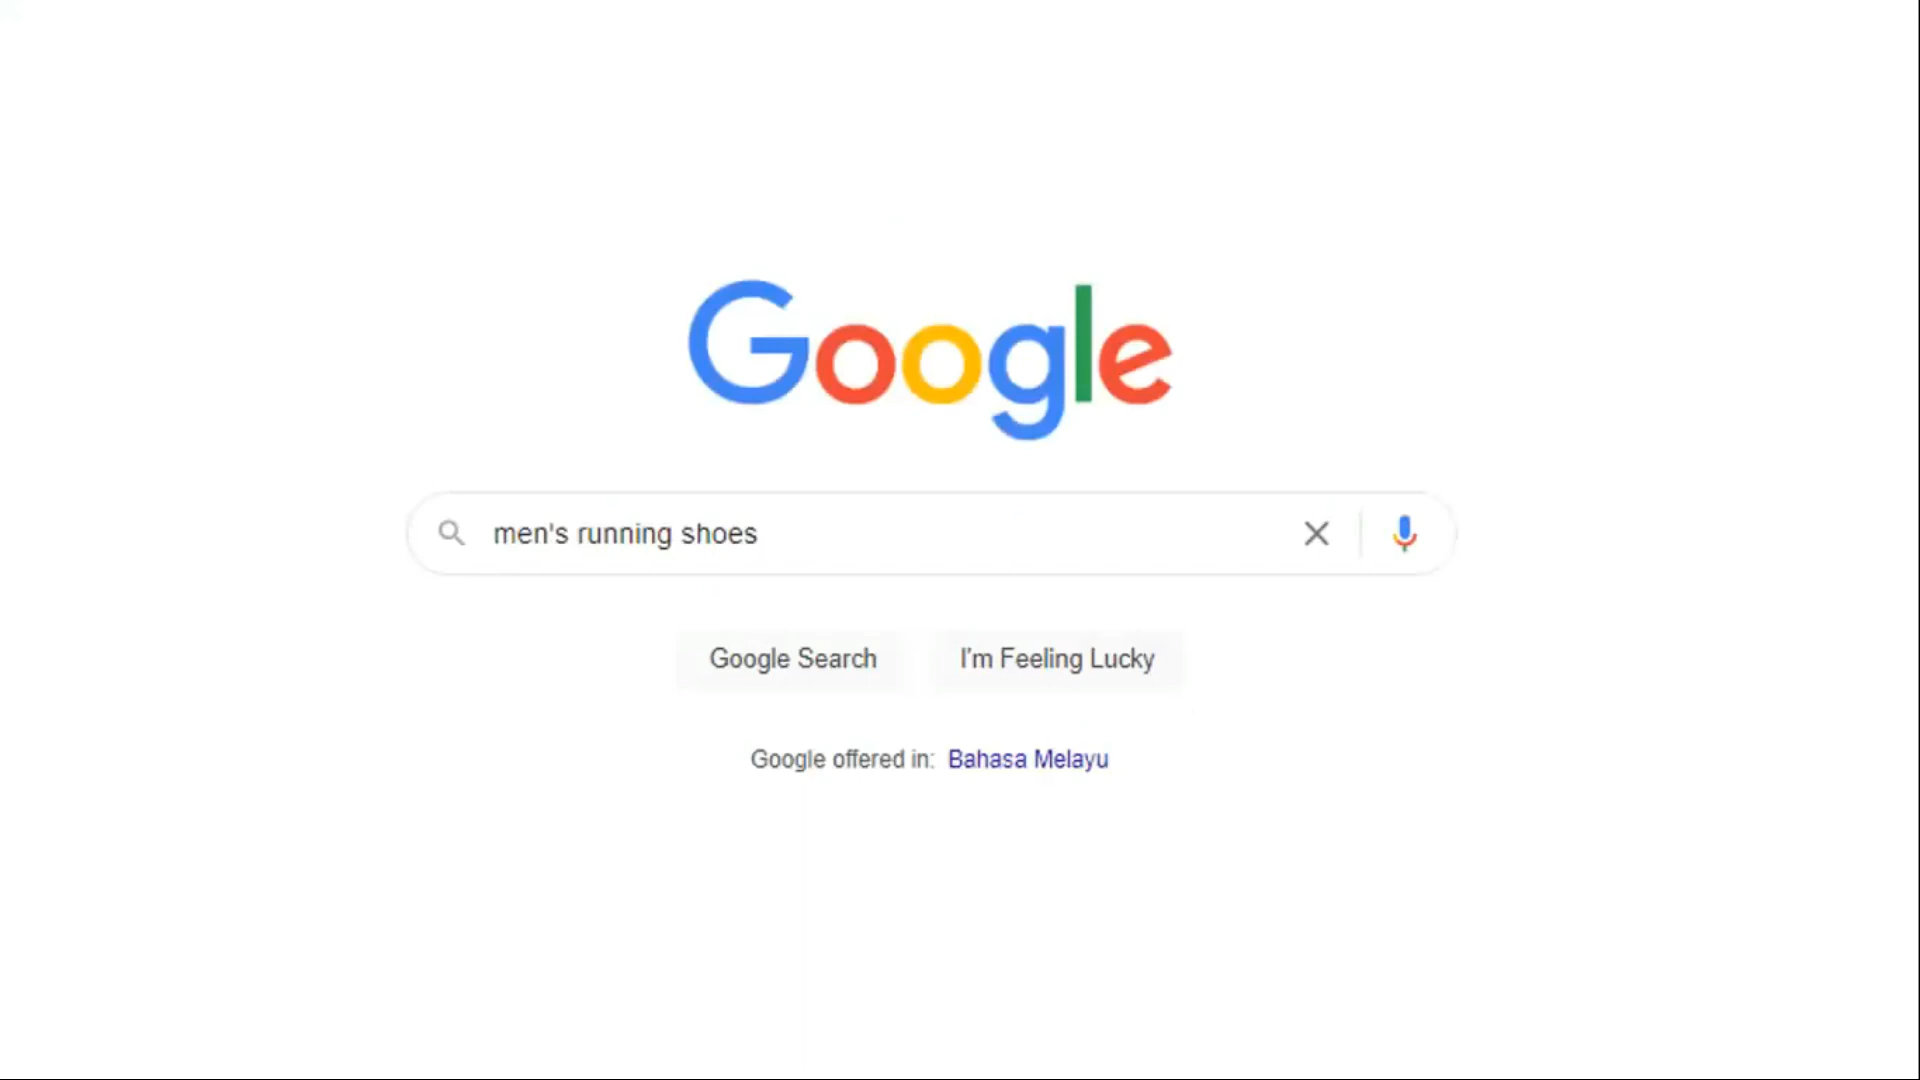 Google
men's running shoes
Google Search
I'm Feeling Lucky
Google offered in: Bahasa Melayu